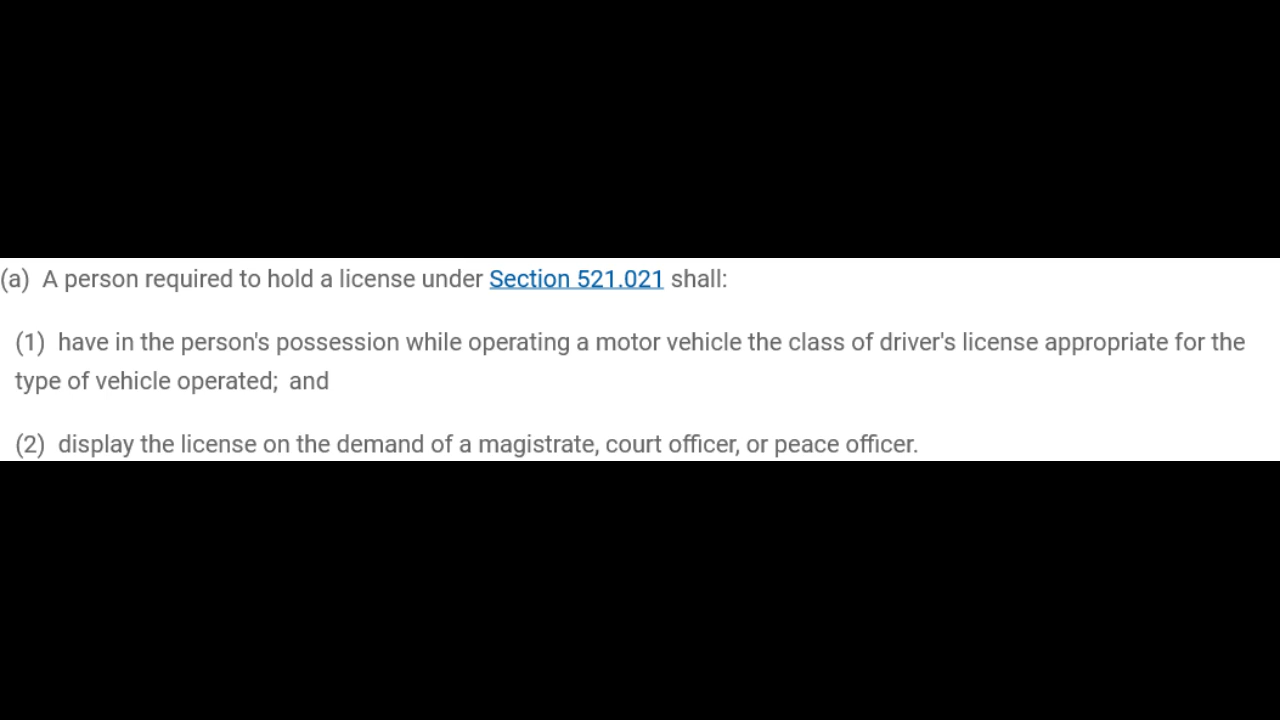 (a) A person required to hold a license under Section 521.021 shall:
(1) have in the person's possession while operating a motor vehicle the class of driver's license appropriate for the
type of vehicle operated; and
(2) display the license on the demand of a magistrate, court officer, or peace officer.